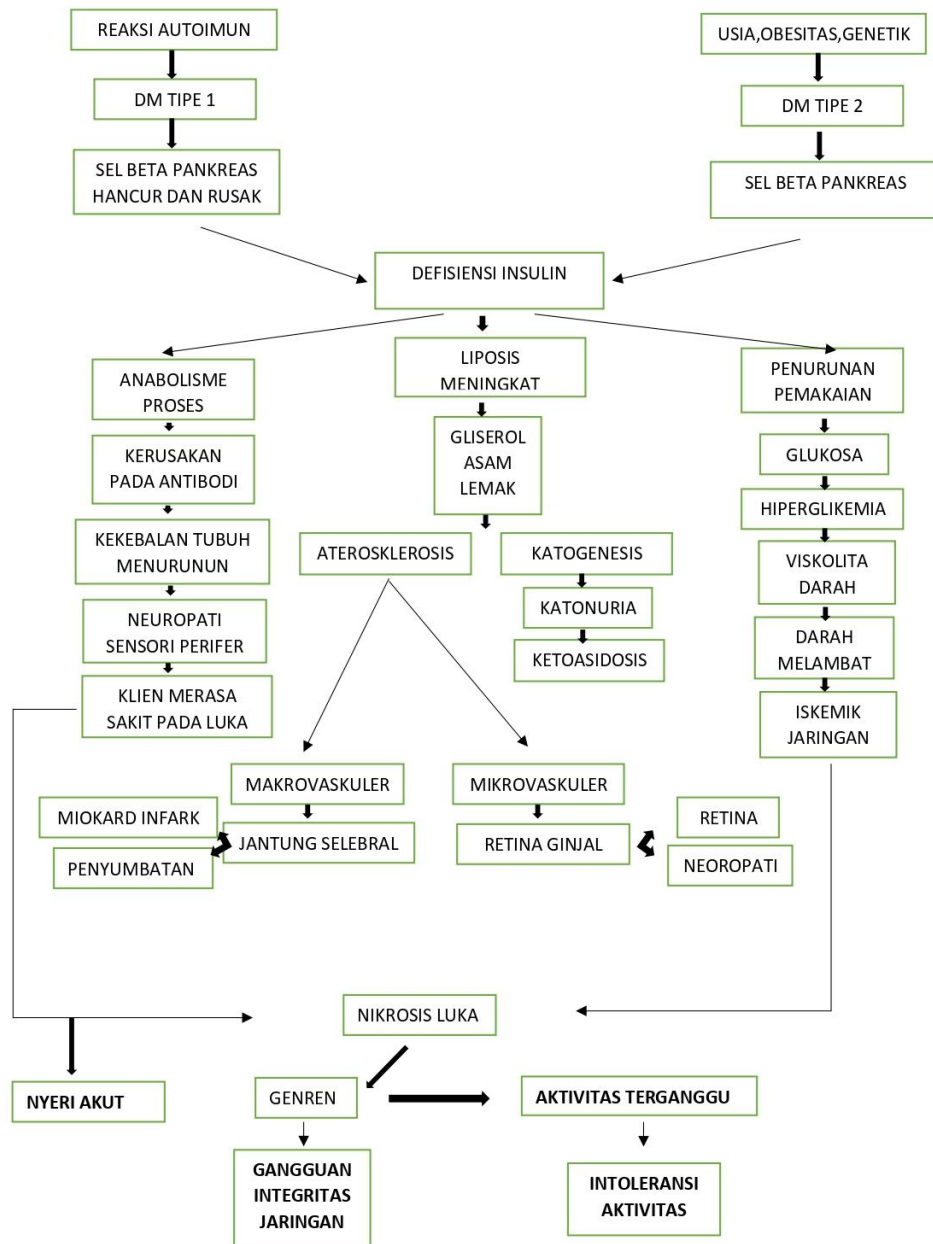 REAKSI AUTOIMUN
USIA,OBESITAS,GENETIK
DM TIPE 1
DM TIPE 2
SEL BETA PANKREAS
HANCUR DAN RUSAK
SEL BETA PANKREAS
DEFISIENSI INSULIN
ANABOLISME
PROSES
LIPOSIS
MENINGKAT
PENURUNAN
PEMAKAIAN
KERUSAKAN
PADA ANTIBODI
GLISEROL
ASAM
LEMAK
GLUKOSA
HIPERGLIKEMIA
KEKEBALAN TUBUH
MENURUNUN
ATEROSKLEROSIS
KATOGENESIS
VISKOLITA
DARAH
NEUROPATI
SENSORI PERIFER
KATONURIA
DARAH
MELAMBAT
KETOASIDOSIS
KLIEN MERASA
SAKIT PADA LUKA
ISKEMIK
JARINGAN
MAKROVASKULER
MIKROVASKULER
MIOKARD INFARK
JANTUNG SELEBRAL
RETINA GINJAL
RETINA
PENYUMBATAN
NEOROPATI
NIKROSIS LUKA
NYERI AKUT
GENREN
AKTIVITAS TERGANGGU
GANGGUAN
INTEGRITAS
JARINGAN
INTOLERANSI
AKTIVITAS